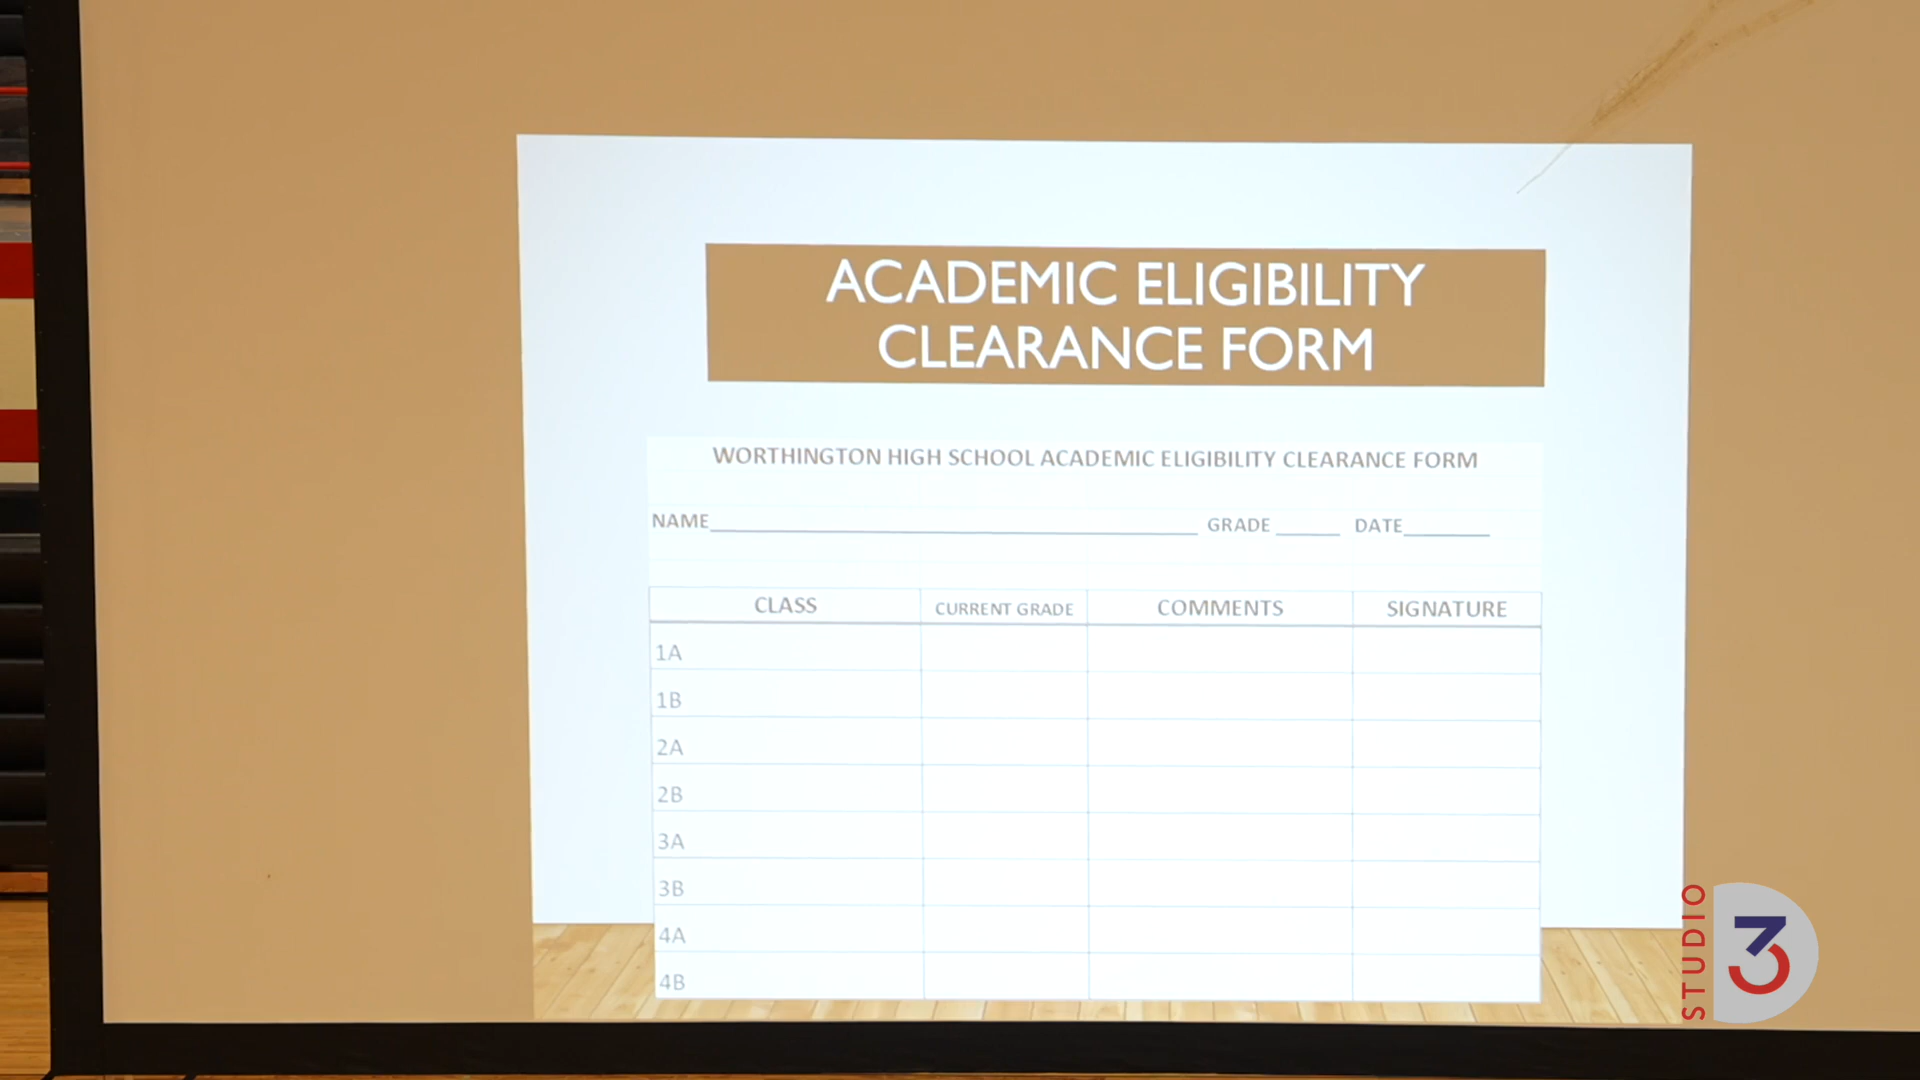 ACADEMIC ELIGIBILITY
CLEARANCE FORM
WORTHINGTON HIGH SCHOOL ACADEMIC ELIGIBILITY CLEARANCE FORM
NAME GRADE DATE
CLASS CURRENT GRADE COMMENTS SIGNATURE
1A
1B
2A
2B
3A
3B
4A
4B
STUDIO 3